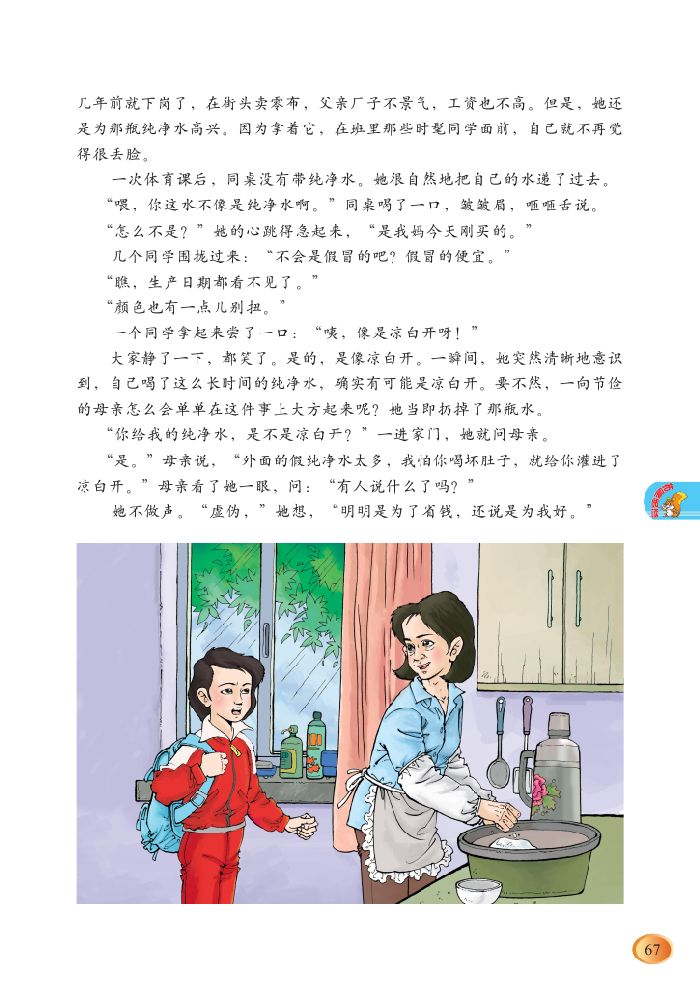 几年前就下岗了，在街头卖零布，父亲厂子不景气，工资也不高。但是，她还
是为那瓶纯净水高兴。因为拿着它，在班里那些时髦同学面前，自己就不再觉
得很丢脸。
一次体育课后，同桌没有带纯净水。她很自然地把自己的水递了过去。
“喂，你这水不像是纯净水啊。”同桌喝了一口，皱皱眉，咂咂舌说。
“怎么不是？”她的心跳得急起来，“是我妈今天刚买的。”
几个同学围拢过来：“不会是假冒的吧？假冒的便宜。”
“瞧，生产日期都看不见了。”
“颜色也有一点儿别扭。”
一个同学拿起来尝了一口：“咦，像是凉白开呀！”
大家静了一下，都笑了。是的，是像凉白开。一瞬间，她突然清晰地意识
到，自己喝了这么长时间的纯净水，确实有可能是凉白开。要不然，一向节俭
的母亲怎么会单单在这件事上大方起来呢？她当即扔掉了那瓶水。
“你给我的纯净水，是不是凉白开？”一进家门，她就问母亲。
“是。”母亲说，“外面的假纯净水太多，我怕你喝坏肚子，就给你灌进了
凉白开。”母亲看了她一眼，问：“有人说什么了吗？”
她不做声。“虚伪，”她想，“明明是为了省钱，还说是为我好。”
67